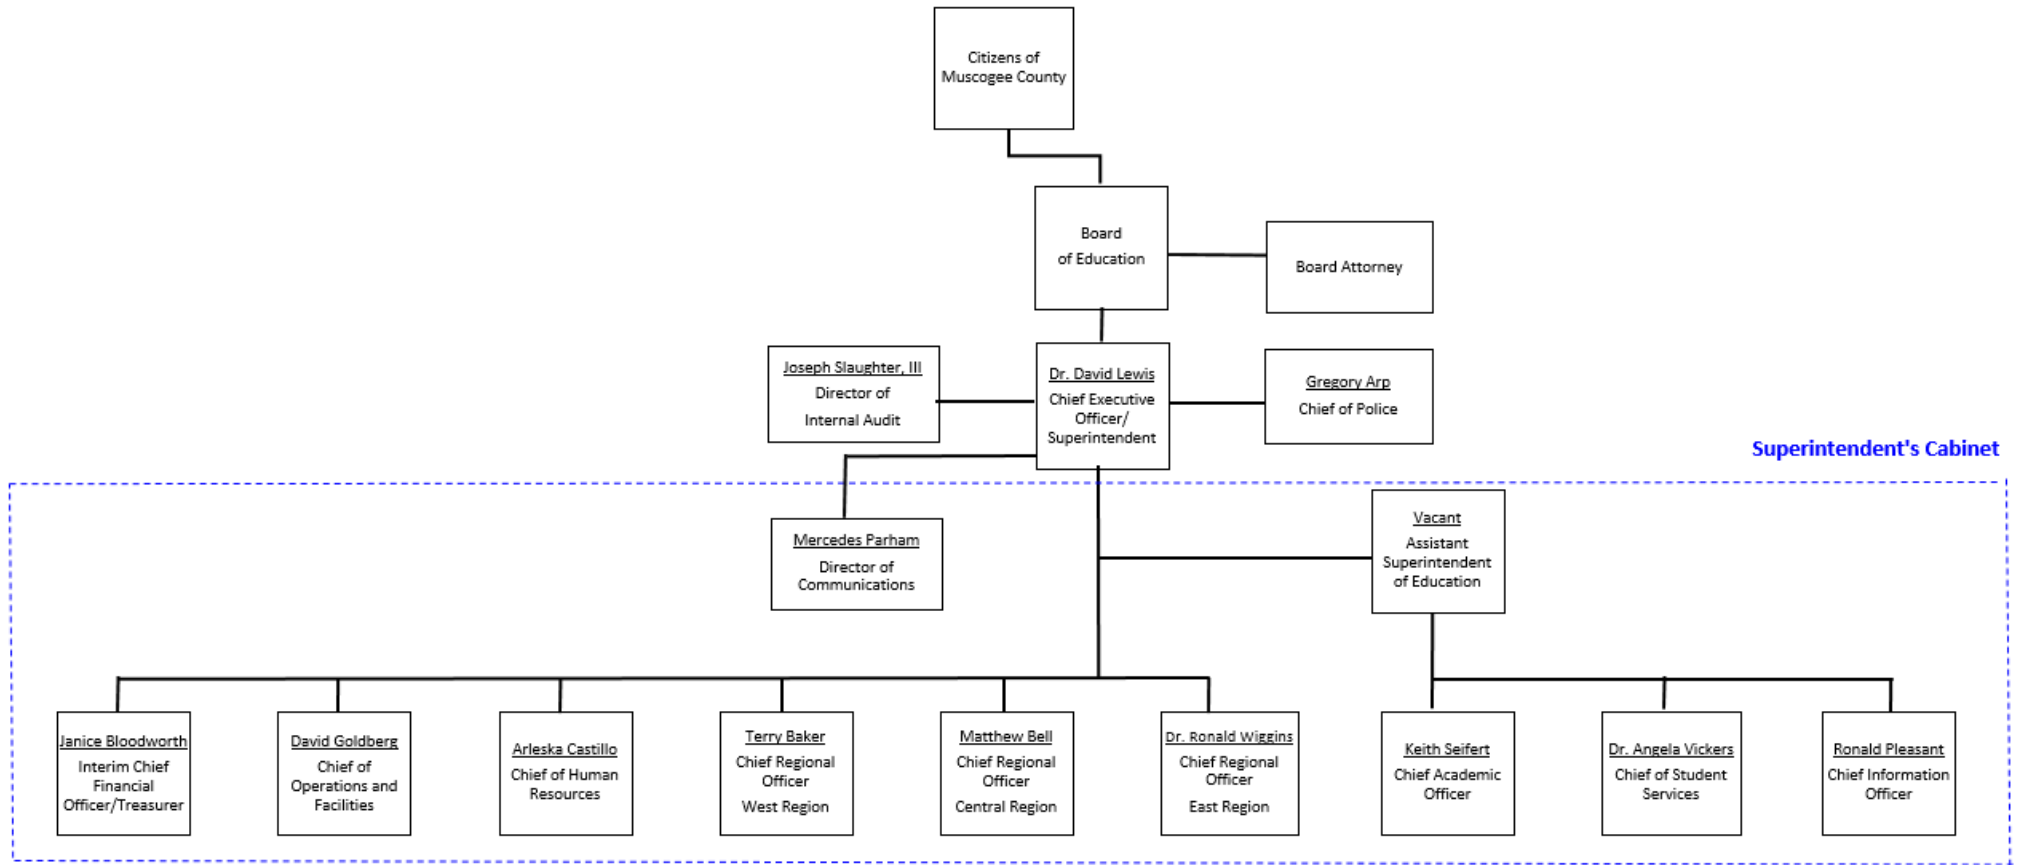 Citizens of
Muscogee County
Board
of Education
Board Attorney
Joseph Slaughter, III
Director of
Internal Audit
Dr. David Lewis
Chief Executive
Officer/
Superintendent
Gregory Arp
Chief of Police
Superintendent's Cabinet
Mercedes Parham
Director of
Communications
Vacant
Assistant
Superintendent
of Education
Janice Bloodworth
Interim Chief
Financial
Officer/Treasurer
David Goldberg
Chief of
Operations and
Facilities
Arleska Castillo
Chief of Human
Resources
Terry Baker
Chief Regional
Officer
West Region
Matthew Bell
Chief Regional
Officer
Central Region
Dr. Ronald Wiggins
Chief Regional
Officer
East Region
Keith Seifert
Chief Academic
Officer
Dr. Angela Vickers
Chief of Student
Services
Ronald Pleasant
Chief Information
Officer